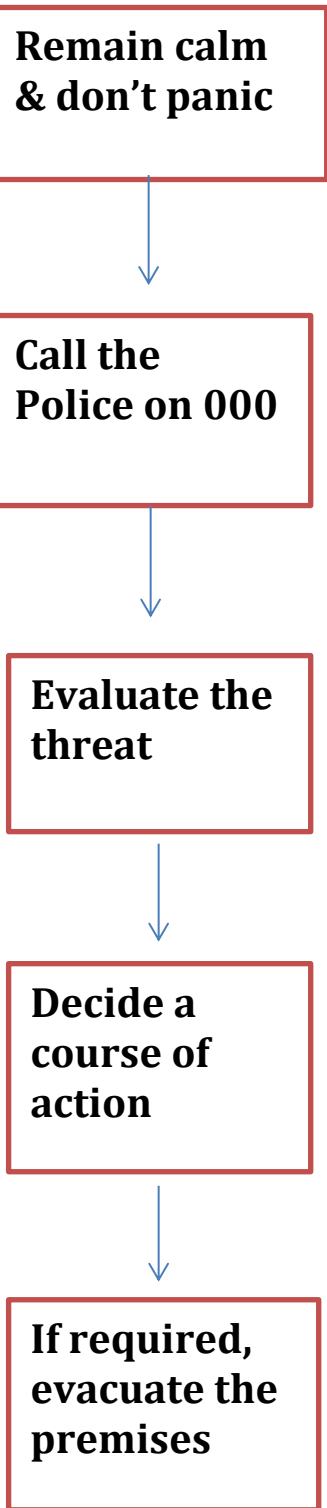 Remain calm
& don’t panic
Call the
Police on 000
Evaluate the
threat
Decide a
course of
action
If required,
evacuate the
premises